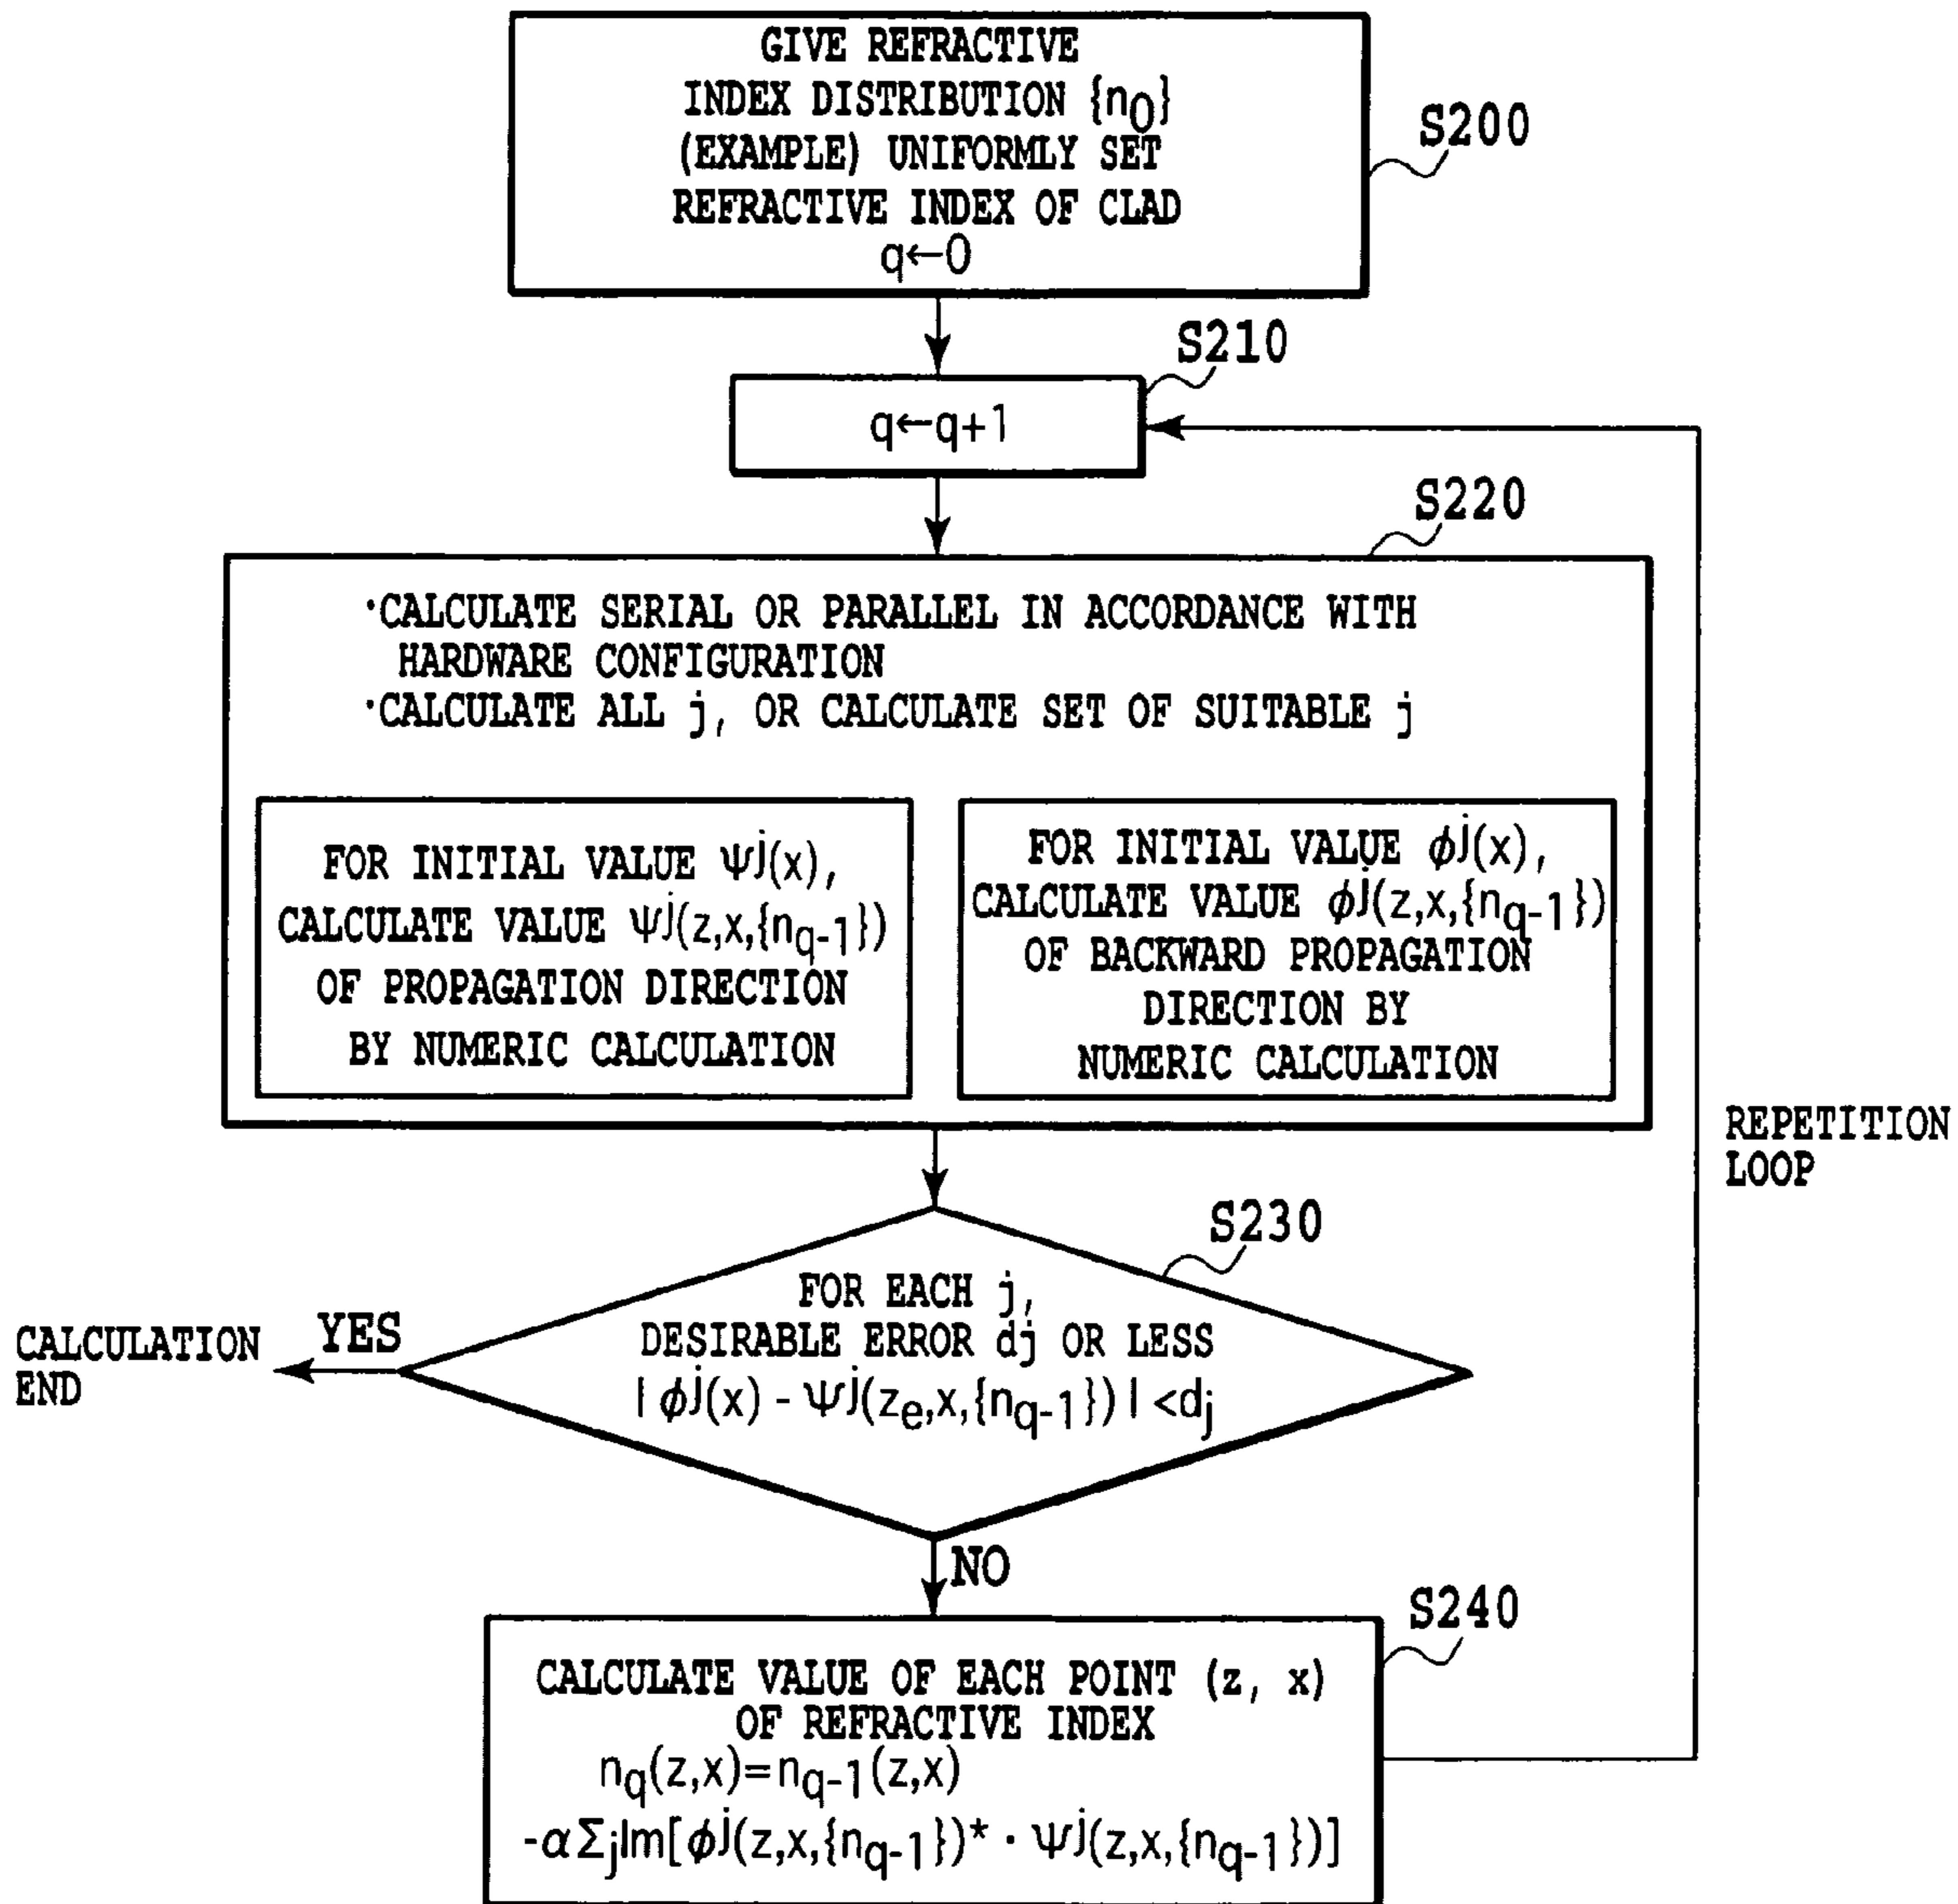 GIVE REFRACTIVE
INDEX DISTRIBUTION {n0}
(EXAMPLE) UNIFORMLY SET
REFRACTIVE INDEX OF CLAD
q←0
S200
S210
q←q+1
S220
·CALCULATE SERIAL OR PARALLEL IN ACCORDANCE WITH
HARDWARE CONFIGURATION
·CALCULATE ALL j, OR CALCULATE SET OF SUITABLE j
FOR INITIAL VALUE ψj(x),
CALCULATE VALUE ψj(z,x,{nq-1})
OF PROPAGATION DIRECTION
BY NUMERIC CALCULATION
FOR INITIAL VALUE ϕj(x),
CALCULATE VALUE ϕj(z,x,{nq-1})
OF BACKWARD PROPAGATION
DIRECTION BY
NUMERIC CALCULATION
REPETITION
LOOP
S230
FOR EACH j,
DESIRABLE ERROR dj OR LESS
| ϕj(x) - ψj(ze,x,{nq-1}) | <dj
YES
CALCULATION
END
NO
S240
CALCULATE VALUE OF EACH POINT (z, x)
OF REFRACTIVE INDEX
nq(z,x)=nq-1(z,x)
-αΣjIm[ϕj(z,x,{nq-1})* · ψj(z,x,{nq-1})]